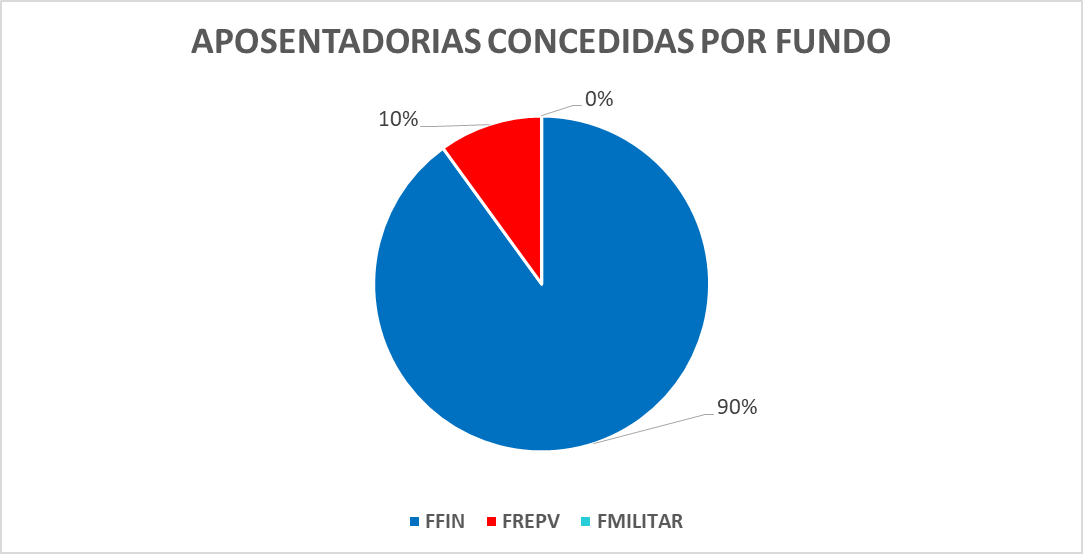 APOSENTADORIAS CONCEDIDAS POR FUNDO
0%
10%
90%
FFIN FREPV FMILITAR